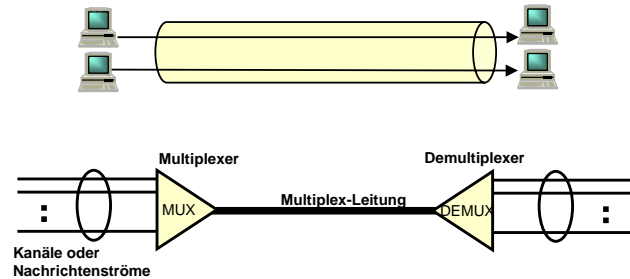 Multiplexer
Demultiplexer
Multiplex-Leitung
MUX
DEMUX
:
:
Kanäle oder
Nachrichtenströme